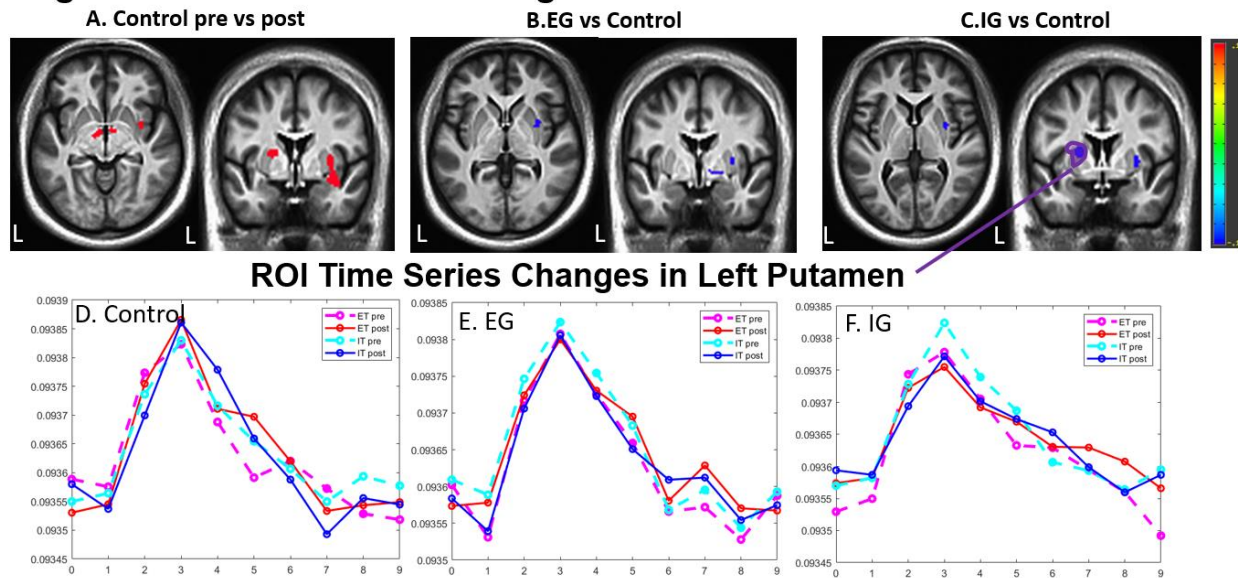 A. Control pre vs post
B.EG vs Control
C.IG vs Control
L
L
L
L
L
L
ROI Time Series Changes in Left Putamen
D. Control
ET pre
ET post
IT pre
IT post
0.0939
0.09385
0.0938
0.09375
0.0937
0.09365
0.0936
0.09355
0.0935
0.09345
0 1 2 3 4 5 6 7 8 9
E. EG
ET pre
ET post
IT pre
IT post
0.09385
0.0938
0.09375
0.0937
0.09365
0.0936
0.09355
0.0935
0 1 2 3 4 5 6 7 8 9
F. IG
ET pre
ET post
IT pre
IT post
0.09385
0.0938
0.09375
0.0937
0.09365
0.0936
0.09355
0.0935
0.09345
0 1 2 3 4 5 6 7 8 9